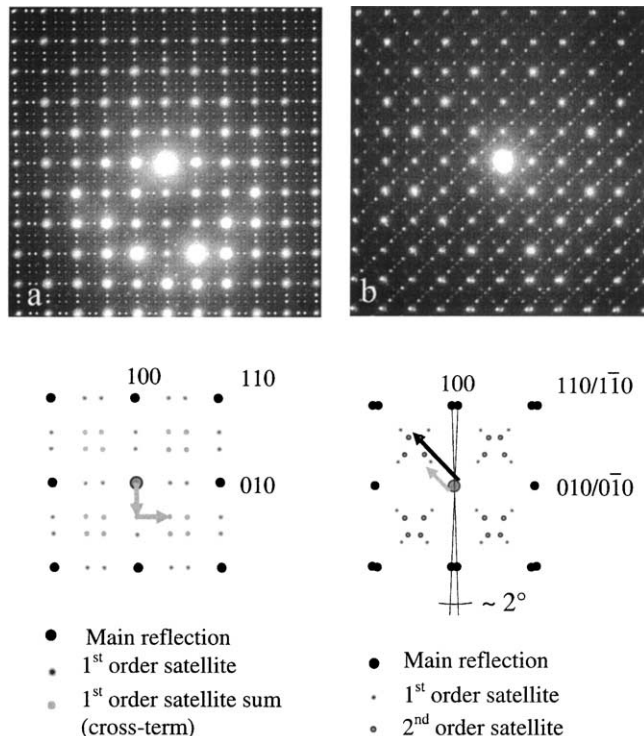 a
b
100
110
010
100
110/11̅0
010/01̅0
~ 2°
Main reflection
1st order satellite
1st order satellite sum
(cross-term)
Main reflection
1st order satellite
2nd order satellite